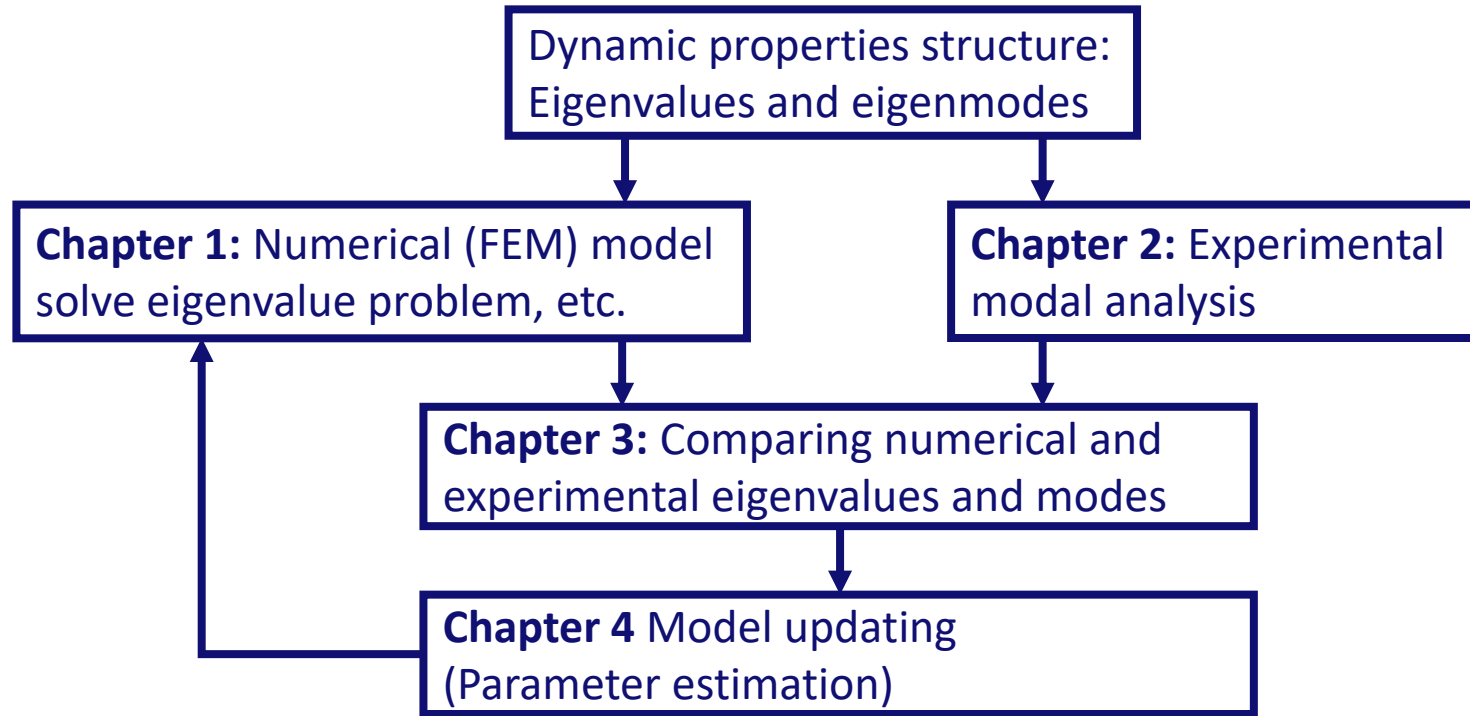 Dynamic properties structure:
Eigenvalues and eigenmodes
Chapter 1: Numerical (FEM) model
solve eigenvalue problem, etc.
Chapter 2: Experimental
modal analysis
Chapter 3: Comparing numerical and
experimental eigenvalues and modes
Chapter 4 Model updating
(Parameter estimation)